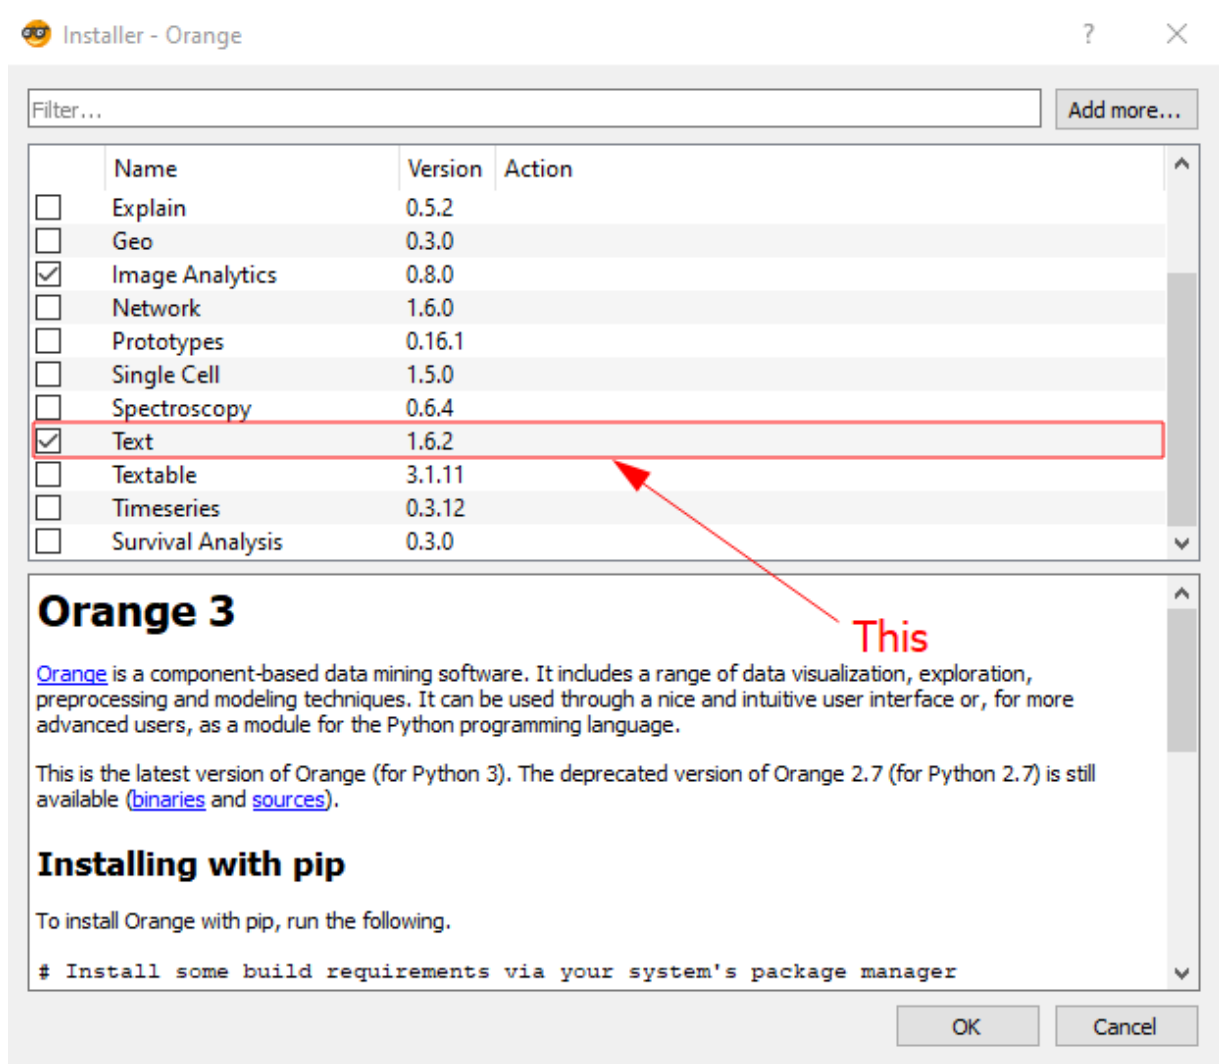 Installer - Orange
?
Filter...
Add more...
Name Version Action
Explain 0.5.2
Geo 0.3.0
Image Analytics 0.8.0
Network 1.6.0
Prototypes 0.16.1
Single Cell 1.5.0
Spectroscopy 0.6.4
Text 1.6.2
Textable 3.1.11
Timeseries 0.3.12
Survival Analysis 0.3.0
This
Orange 3
Orange is a component-based data mining software. It includes a range of data visualization, exploration,
preprocessing and modeling techniques. It can be used through a nice and intuitive user interface or, for more
advanced users, as a module for the Python programming language.
This is the latest version of Orange (for Python 3). The deprecated version of Orange 2.7 (for Python 2.7) is still
available (binaries and sources).
Installing with pip
To install Orange with pip, run the following.
# Install some build requirements via your system's package manager
OK Cancel